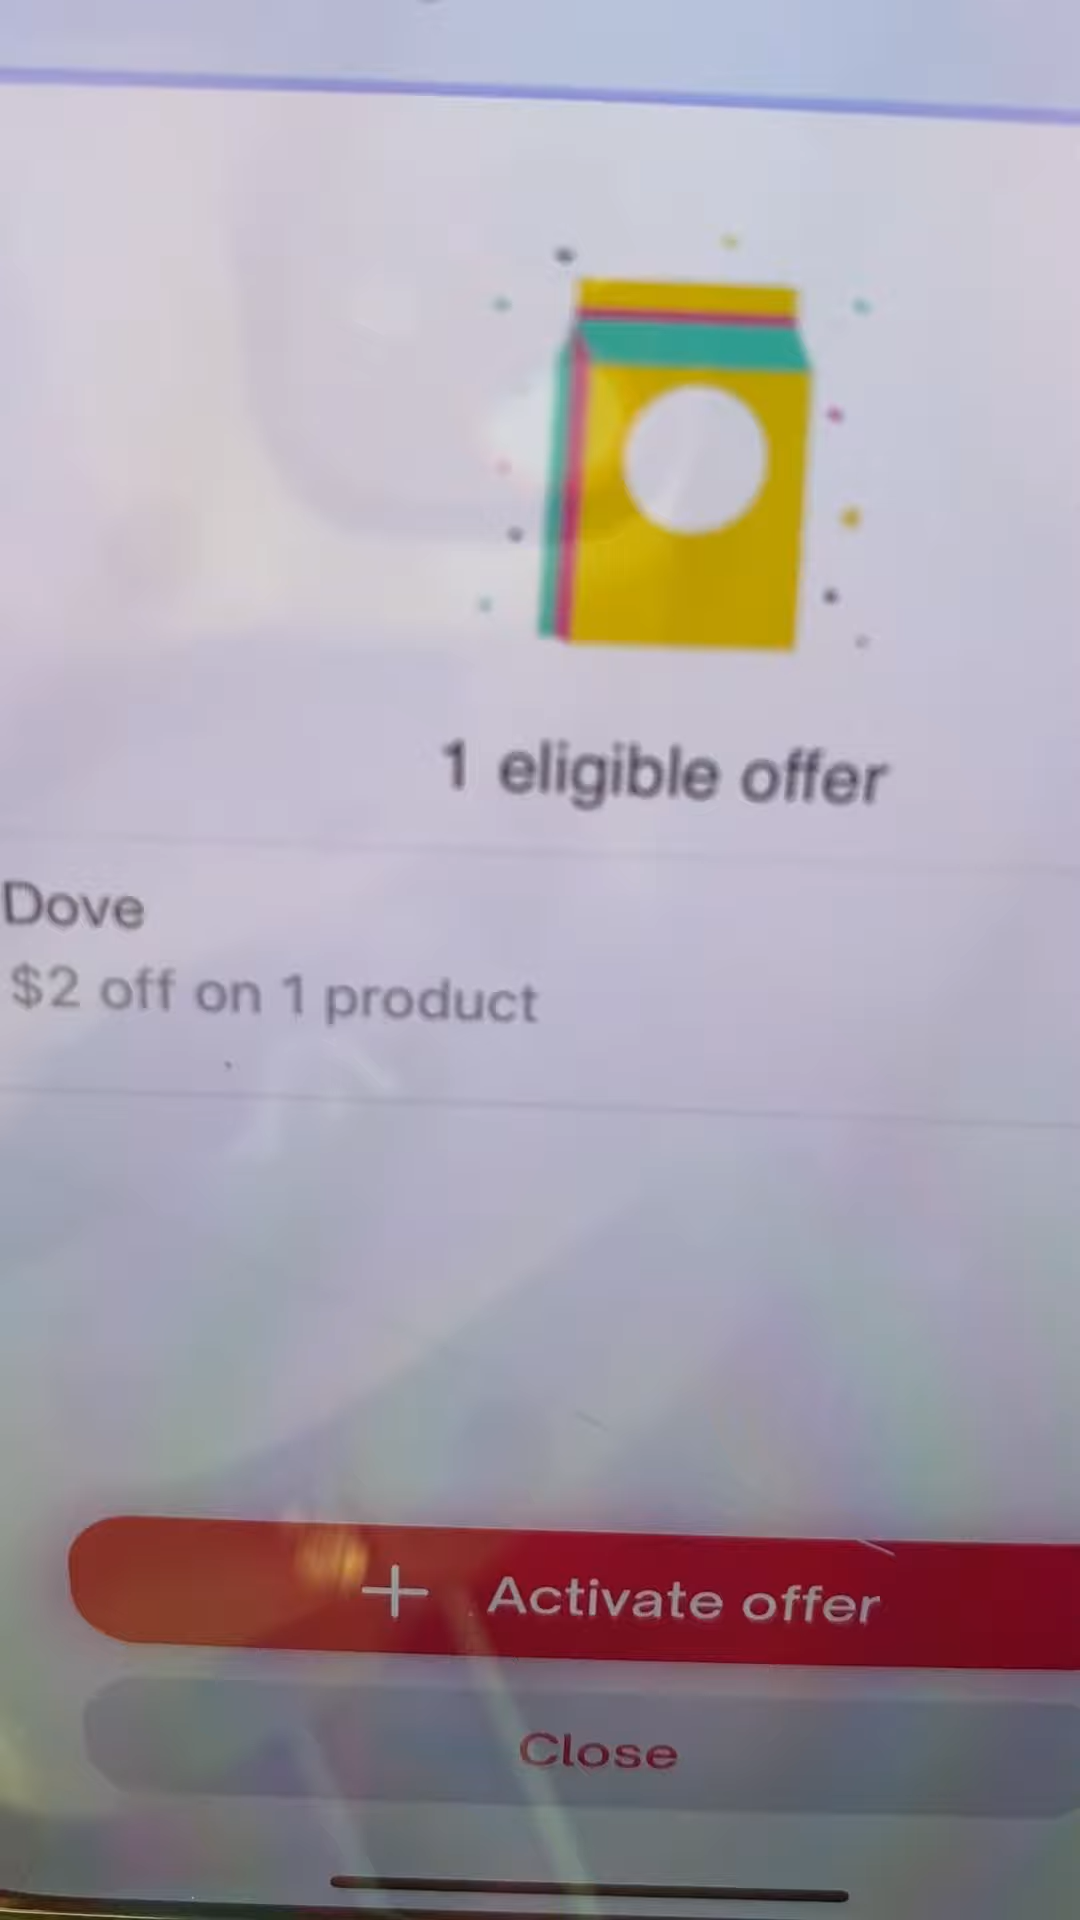 1 eligible offer
Dove
$2 off on 1 product
+ Activate offer
Close